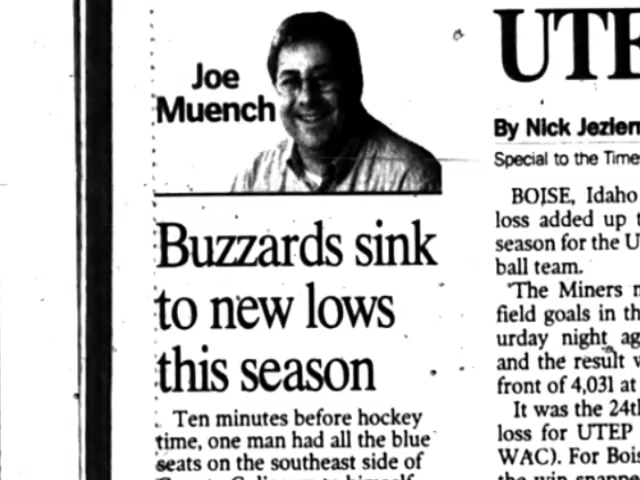 Joe
Muench
Buzzards sink
to new lows
this season
Ten minutes before hockey
time, one man had all the blue
seats on the southeast side of
UTE
By Nick
Special to the Time
BOISE, Idaho
loss added up
season for the U
ball team.
"The Miners
field goals in th
urday night ag
and the result
front of 4,031 at
It was the 24th
loss for UTEP
WAC). For Bois